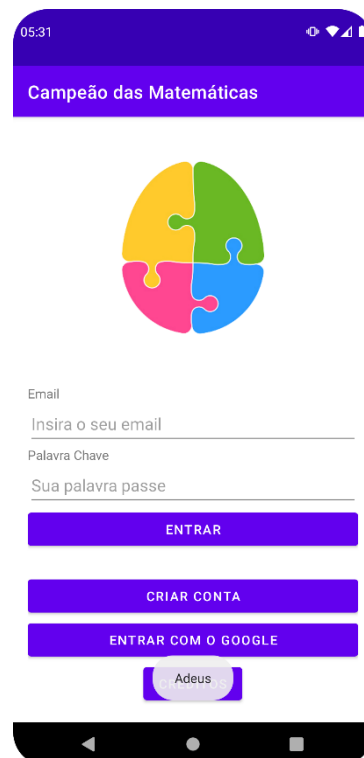 05:31
Campeão das Matemáticas
Email
Insira o seu email
Palavra Chave
Sua palavra passe
ENTRAR
CRIAR CONTA
ENTRAR COM O GOOGLE
CRÉDITOS
Adeus